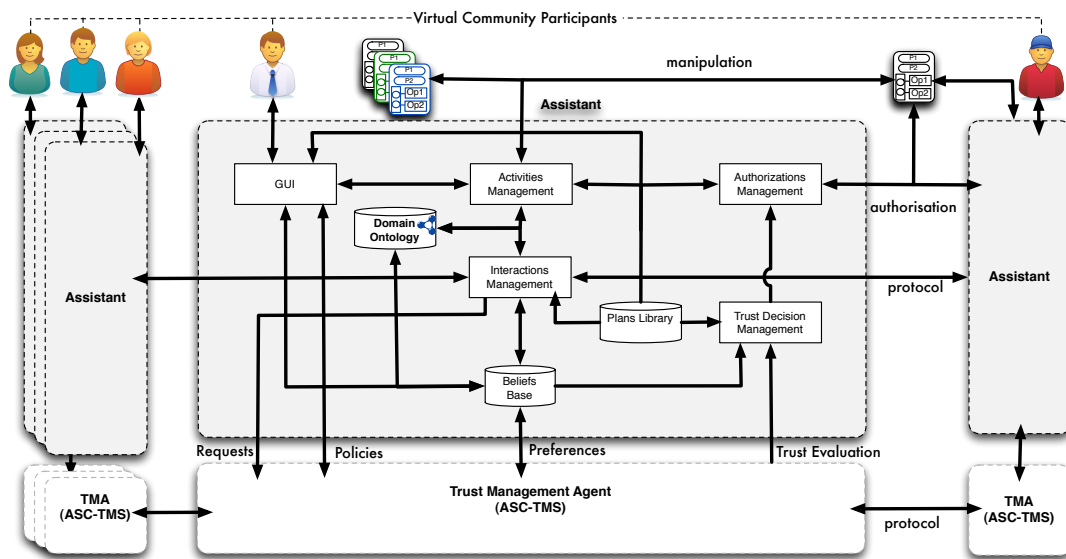 Virtual Community Participants
P1
P1
P1
P2
Op1
Op2
manipulation
P1
P2
Op1
Op2
Assistant
GUI
Activities
Management
Authorizations
Management
authorisation
Domain
Ontology
Assistant
Interactions
Management
protocol
Assistant
Plans Library
Trust Decision
Management
Beliefs
Base
Requests
Policies
Preferences
Trust Evaluation
TMA
(ASC-TMS)
Trust Management Agent
(ASC-TMS)
protocol
TMA
(ASC-TMS)